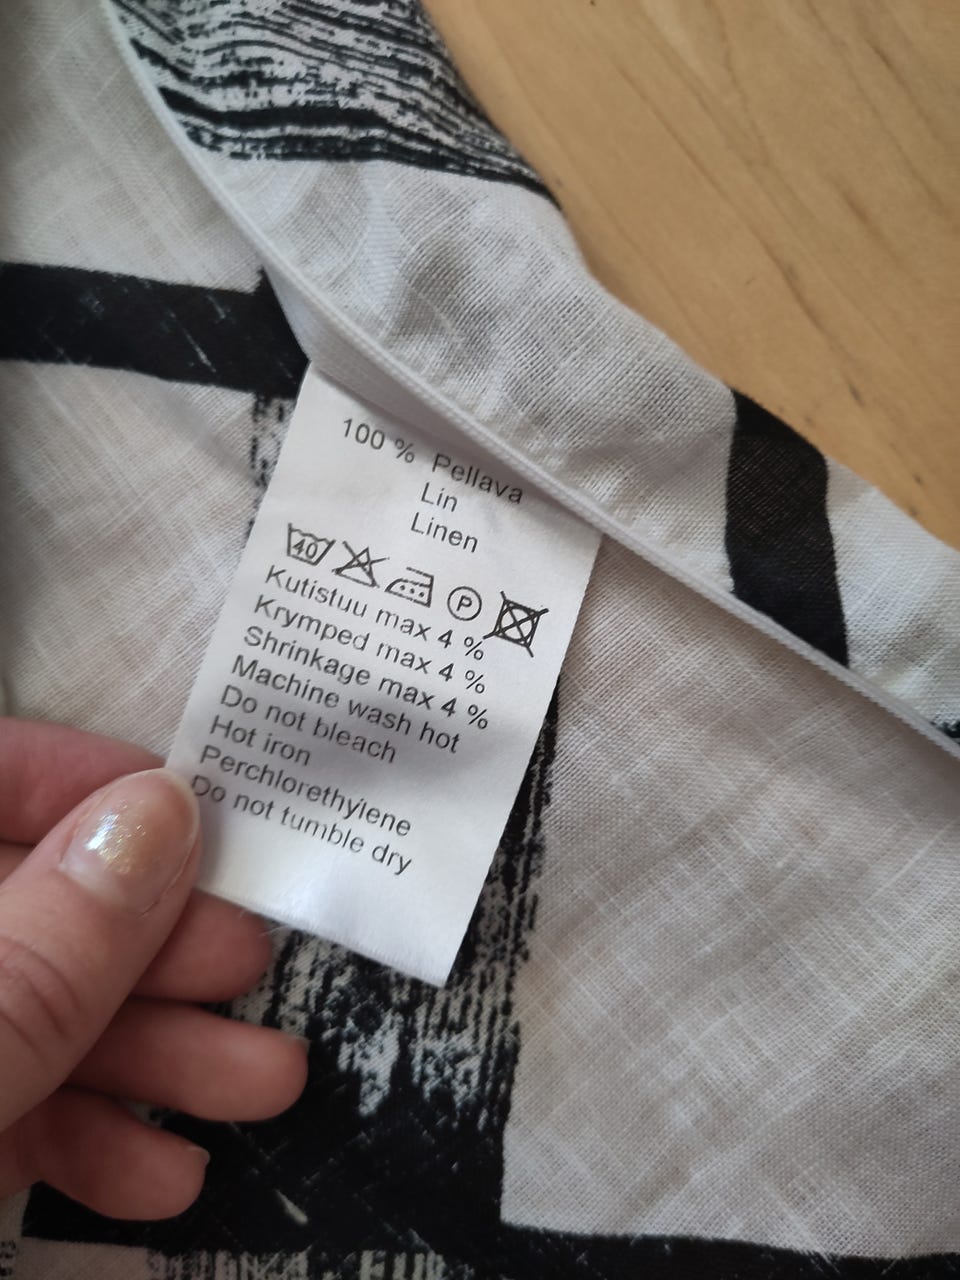 100 % Pellava
Lin
Linen
40 P
Kutistuu max 4 %
Krymped max 4 %
Shrinkage max 4 %
Machine wash hot
Do not bleach
Hot iron
Perchlorethylene
Do not tumble dry